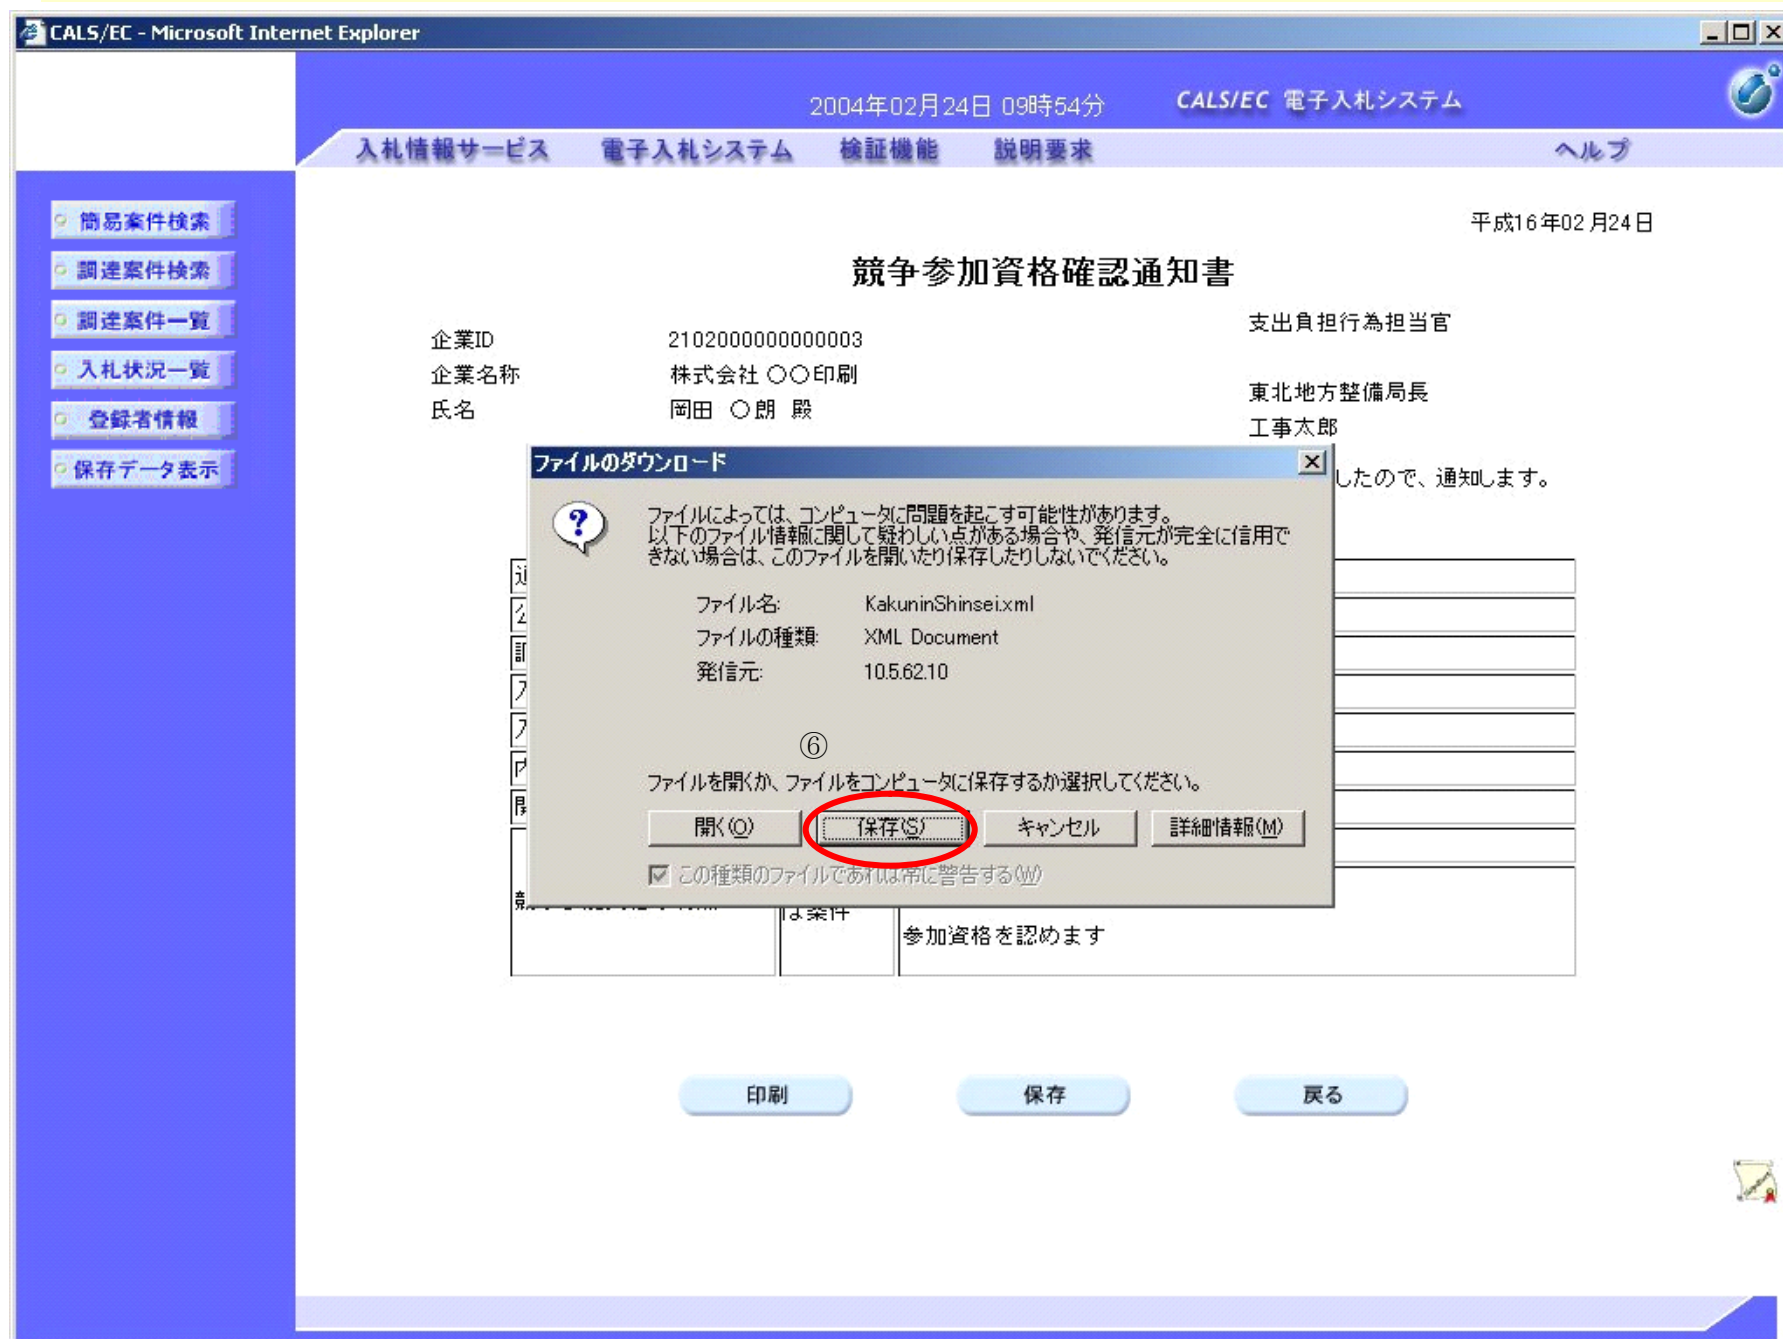 CALS/EC - Microsoft Internet Explorer
2004年02月24日 09時54分
CALS/EC 電子入札システム
入札情報サービス 電子入札システム 検証機能 説明要求 ヘルプ
簡易案件検索
調達案件検索
調達案件一覧
入札状況一覧
登録者情報
保存データ表示
平成16年02月24日
競争参加資格確認通知書
支出負担行為担当官
企業ID 2102000000000003
企業名称 株式会社 〇〇印刷
氏名 岡田 〇朗 殿
東北地方整備局長
工事太郎
したので、通知します。
ファイルのダウンロード
ファイルによっては、コンピュータに問題を起こす可能性があります。
以下のファイル情報に関して疑わしい点がある場合や、発信元が完全に信用で
きない場合は、このファイルを開いたり保存したりしないでください。
ファイル名: KakuninShinsei.xml
ファイルの種類: XML Document
発信元: 10.5.62.10
⑥
ファイルを開くか、ファイルをコンピュータに保存するか選択してください。
開く(O) 保存(S) キャンセル 詳細情報(M)
この種類のファイルであれば常に警告する(W)
は条件
参加資格を認めます
印刷 保存 戻る